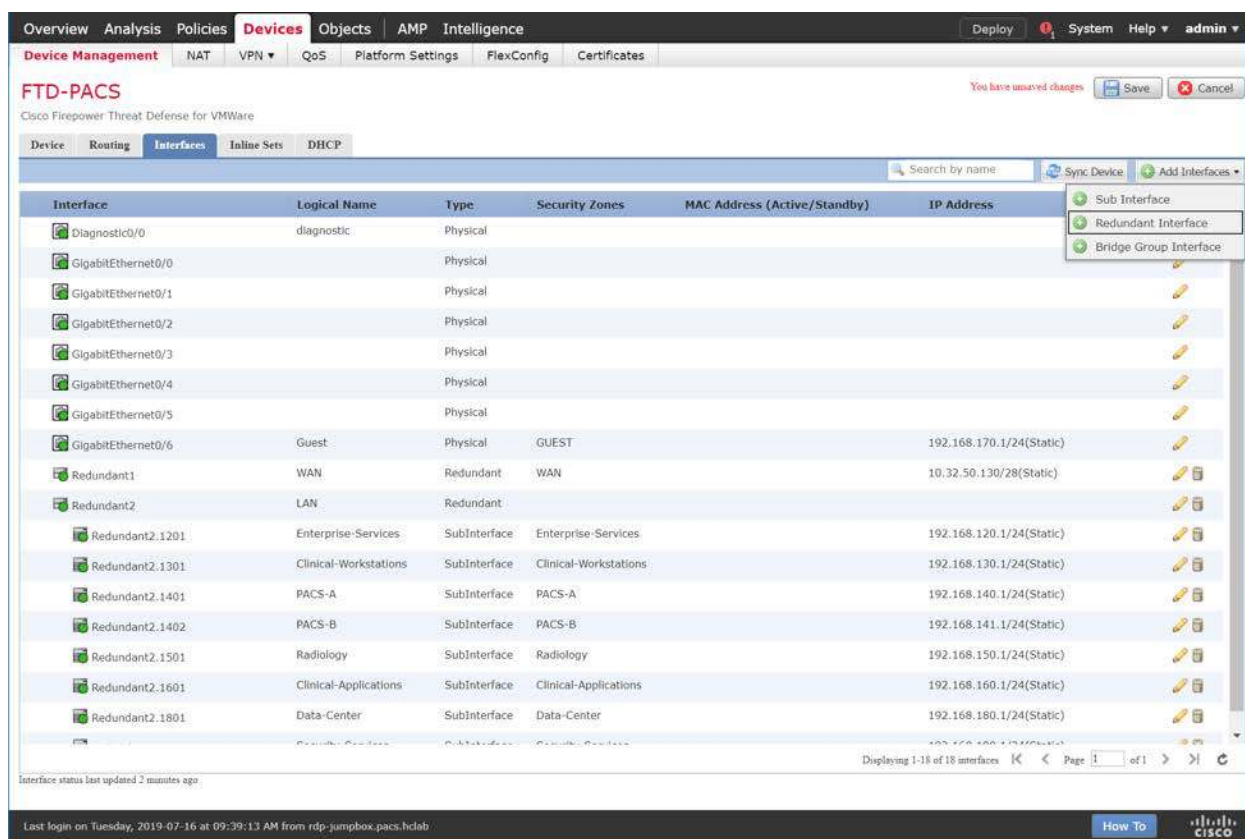 Overview Analysis Policies Devices Objects AMP Intelligence Deploy 1 System Help admin
Device Management NAT VPN QoS Platform Settings FlexConfig Certificates
FTD-PACS
You have unsaved changes Save Cancel
Cisco Firepower Threat Defense for VMWare
Device Routing Interfaces Inline Sets DHCP
Search by name Sync Device Add Interfaces
Sub Interface
Redundant Interface
Bridge Group Interface
Interface Logical Name Type Security Zones MAC Address (Active/Standby) IP Address
Diagnostic0/0 diagnostic Physical
GigabitEthernet0/0 Physical
GigabitEthernet0/1 Physical
GigabitEthernet0/2 Physical
GigabitEthernet0/3 Physical
GigabitEthernet0/4 Physical
GigabitEthernet0/5 Physical
GigabitEthernet0/6 Guest Physical GUEST 192.168.170.1/24(Static)
Redundant1 WAN Redundant WAN 10.32.50.130/28(Static)
Redundant2 LAN Redundant
Redundant2.1201 Enterprise-Services SubInterface Enterprise-Services 192.168.120.1/24(Static)
Redundant2.1301 Clinical-Workstations SubInterface Clinical-Workstations 192.168.130.1/24(Static)
Redundant2.1401 PACS-A SubInterface PACS-A 192.168.140.1/24(Static)
Redundant2.1402 PACS-B SubInterface PACS-B 192.168.141.1/24(Static)
Redundant2.1501 Radiology SubInterface Radiology 192.168.150.1/24(Static)
Redundant2.1601 Clinical-Applications SubInterface Clinical-Applications 192.168.160.1/24(Static)
Redundant2.1801 Data-Center SubInterface Data-Center 192.168.180.1/24(Static)
Displaying 1-18 of 18 interfaces Page 1 of 1
Interface status last updated 2 minutes ago
Last login on Tuesday, 2019-07-16 at 09:39:13 AM from rdp-jumpbox.pacs.hclab How To CISCO